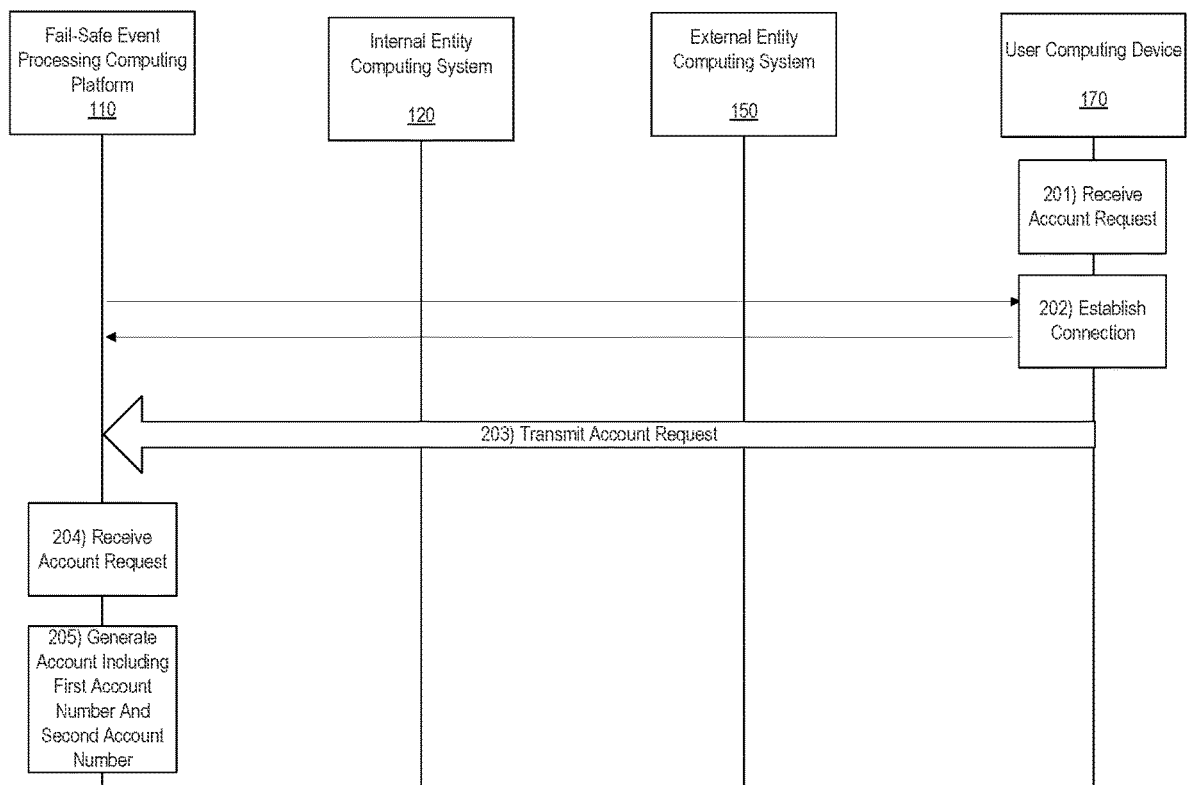 Fail-Safe Event
Processing Computing
Platform
110
Internal Entity
Computing System
120
External Entity
Computing System
150
User Computing Device
170
201) Receive
Account Request
202) Establish
Connection
203) Transmit Account Request
204) Receive
Account Request
205) Generate
Account Including
First Account
Number And
Second Account
Number